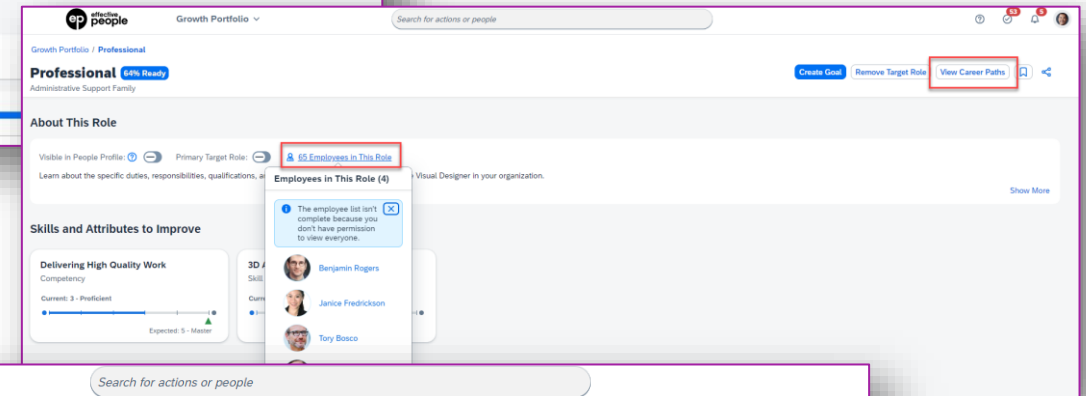 ep effective people
Growth Portfolio
Search for actions or people
53
5
Growth Portfolio / Professional
Professional 64% Ready
Create Goal Remove Target Role View Career Paths
Administrative Support Family
About This Role
Visible in People Profile: Primary Target Role: 65 Employees in This Role
Learn about the specific duties, responsibilities, qualifications, Visual Designer in your organization.
Show More
Employees in This Role (4)
The employee list isn't
complete because you
don't have permission
to view everyone.
Benjamin Rogers
Janice Fredrickson
Tory Bosco
Skills and Attributes to Improve
Delivering High Quality Work
Competency
Current: 3 - Proficient
Expected: 5 - Master
3D
Skill
Search for actions or people